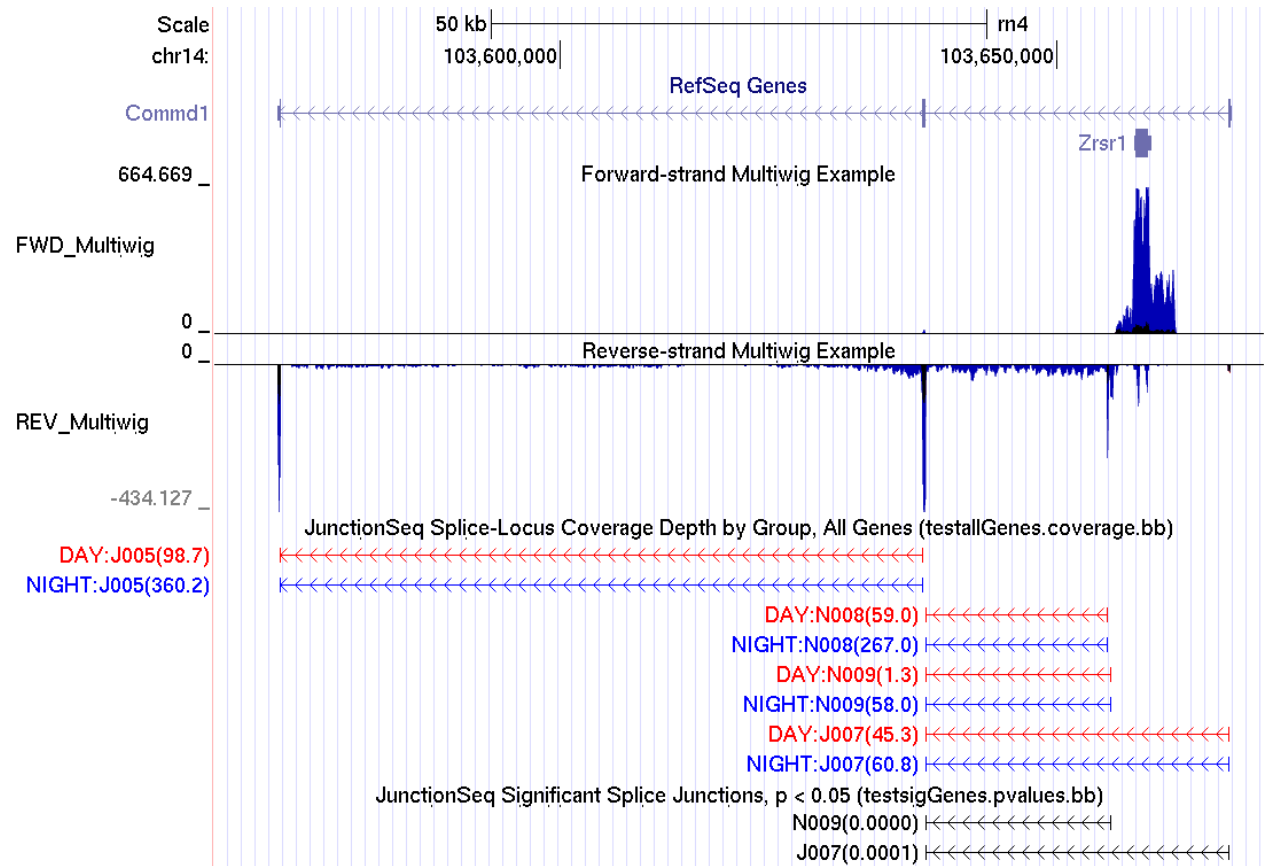 Scale 50 kb rn4
chr14: 103,600,000 103,650,000
RefSeq Genes
Commd1
Zrsr1
664.669 _ Forward-strand Multiwig Example
FWD_Multiwig
0 _
0 _ Reverse-strand Multiwig Example
REV_Multiwig
-434.127 _
JunctionSeq Splice-Locus Coverage Depth by Group, All Genes (testallGenes.coverage.bb)
DAY:J005(98.7)
NIGHT:J005(360.2)
DAY:N008(59.0)
NIGHT:N008(267.0)
DAY:N009(1.3)
NIGHT:N009(58.0)
DAY:J007(45.3)
NIGHT:J007(60.8)
JunctionSeq Significant Splice Junctions, p < 0.05 (testsigGenes.pvalues.bb)
N009(0.0000)
J007(0.0001)